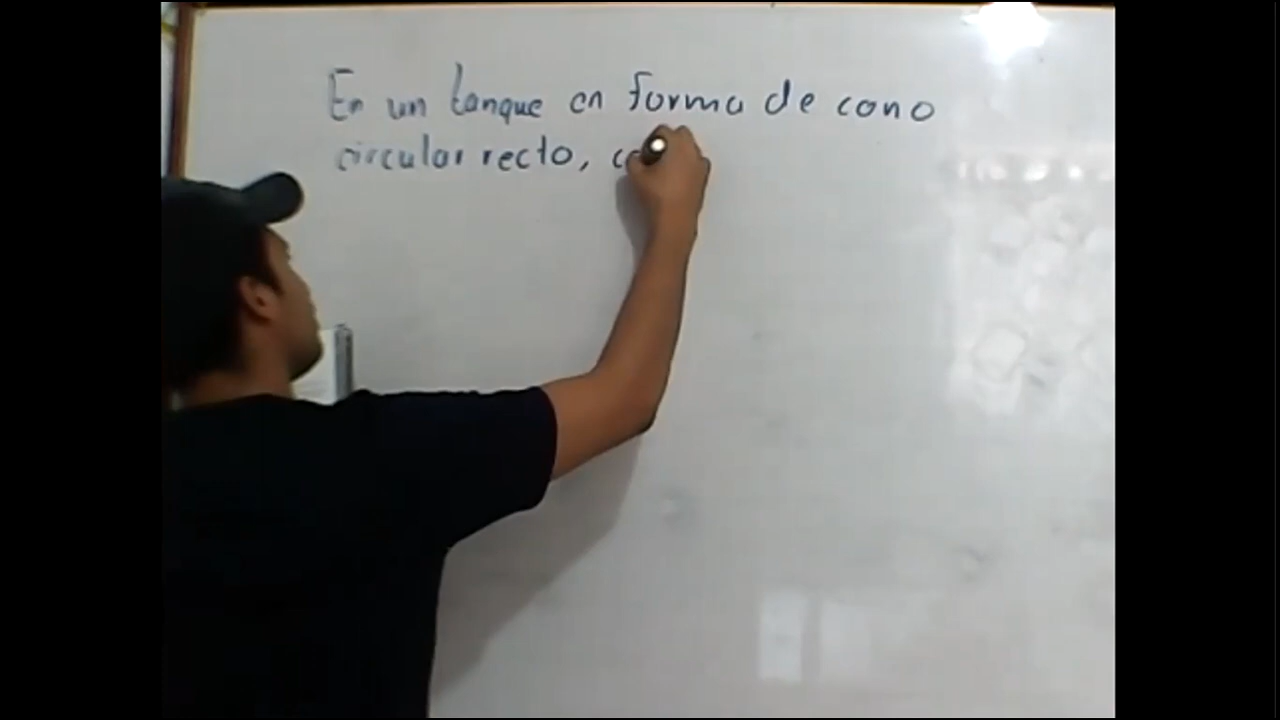 En un tanque en forma de cono
circular recto,